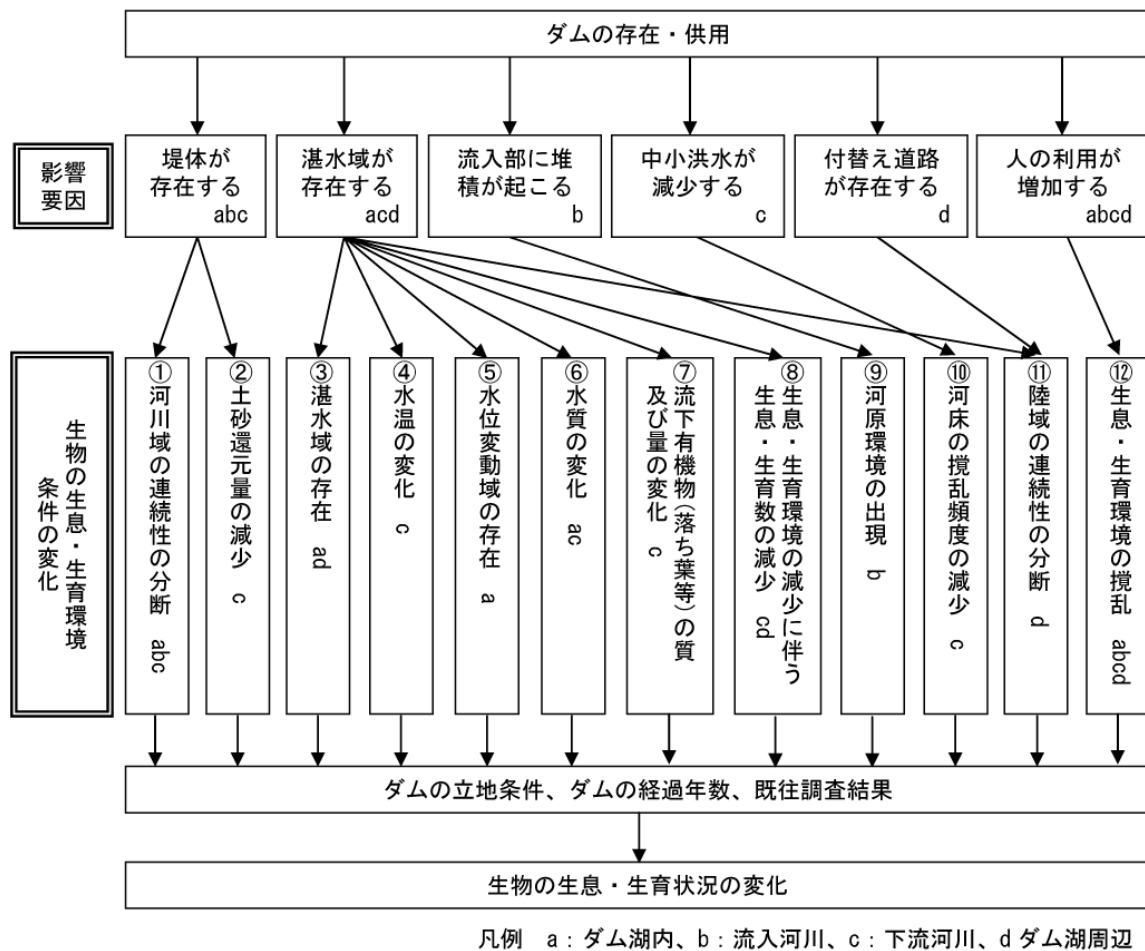 ダムの存在・供用
影響
要因
堤体が
存在する
abc
湛水域が
存在する
acd
流入部に堆
積が起こる
b
中小洪水が
減少する
c
付替え道路
が存在する
d
人の利用が
増加する
abcd
生物の生息・生育環境
条件の変化
①河川域の連続性の分断 abc
②土砂還元量の減少 c
③湛水域の存在 ad
④水温の変化 c
⑤水位変動域の存在 a
⑥水質の変化 ac
⑦流下有機物(落ち葉等)の質
及び量の変化 c
⑧生息・生育環境の減少に伴う
生息・生育数の減少 cd
⑨河原環境の出現 b
⑩河床の撹乱頻度の減少 c
⑪陸域の連続性の分断 d
⑫生息・生育環境の撹乱 abcd
ダムの立地条件、ダムの経過年数、既往調査結果
生物の生息・生育状況の変化
凡例 a：ダム湖内、b：流入河川、c：下流河川、d ダム湖周辺